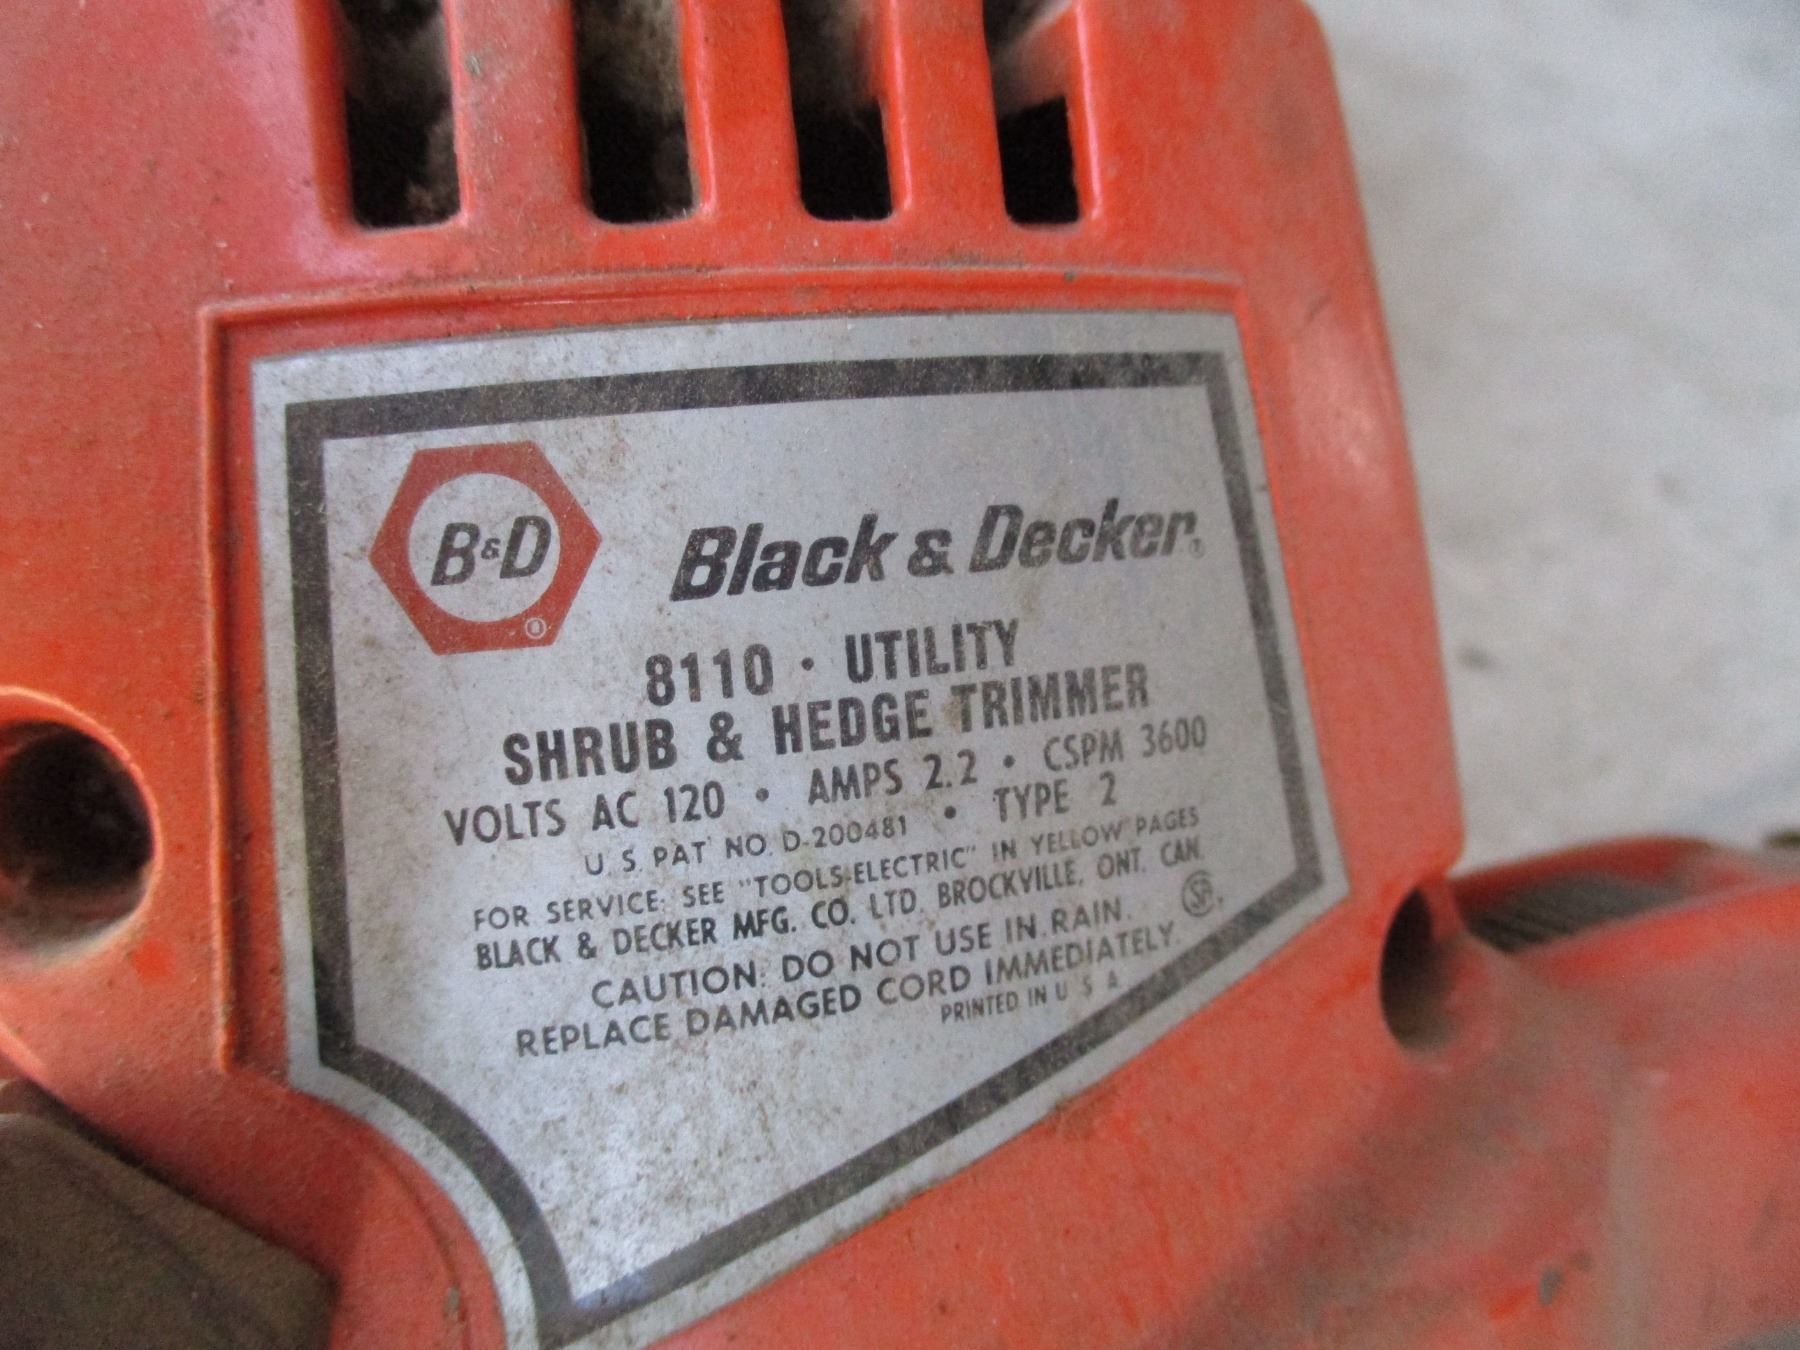 B&D
®
Black & Decker®
8110 · UTILITY
SHRUB & HEDGE TRIMMER
VOLTS AC 120 · AMPS 2.2 · CSPM 3600
U.S. PAT NO. D-200481 · TYPE 2
FOR SERVICE: SEE "TOOLS-ELECTRIC" IN YELLOW PAGES
BLACK & DECKER MFG. CO. LTD. BROCKVILLE, ONT. CAN.
CAUTION: DO NOT USE IN RAIN.
REPLACE DAMAGED CORD IMMEDIATELY.
PRINTED IN U S A